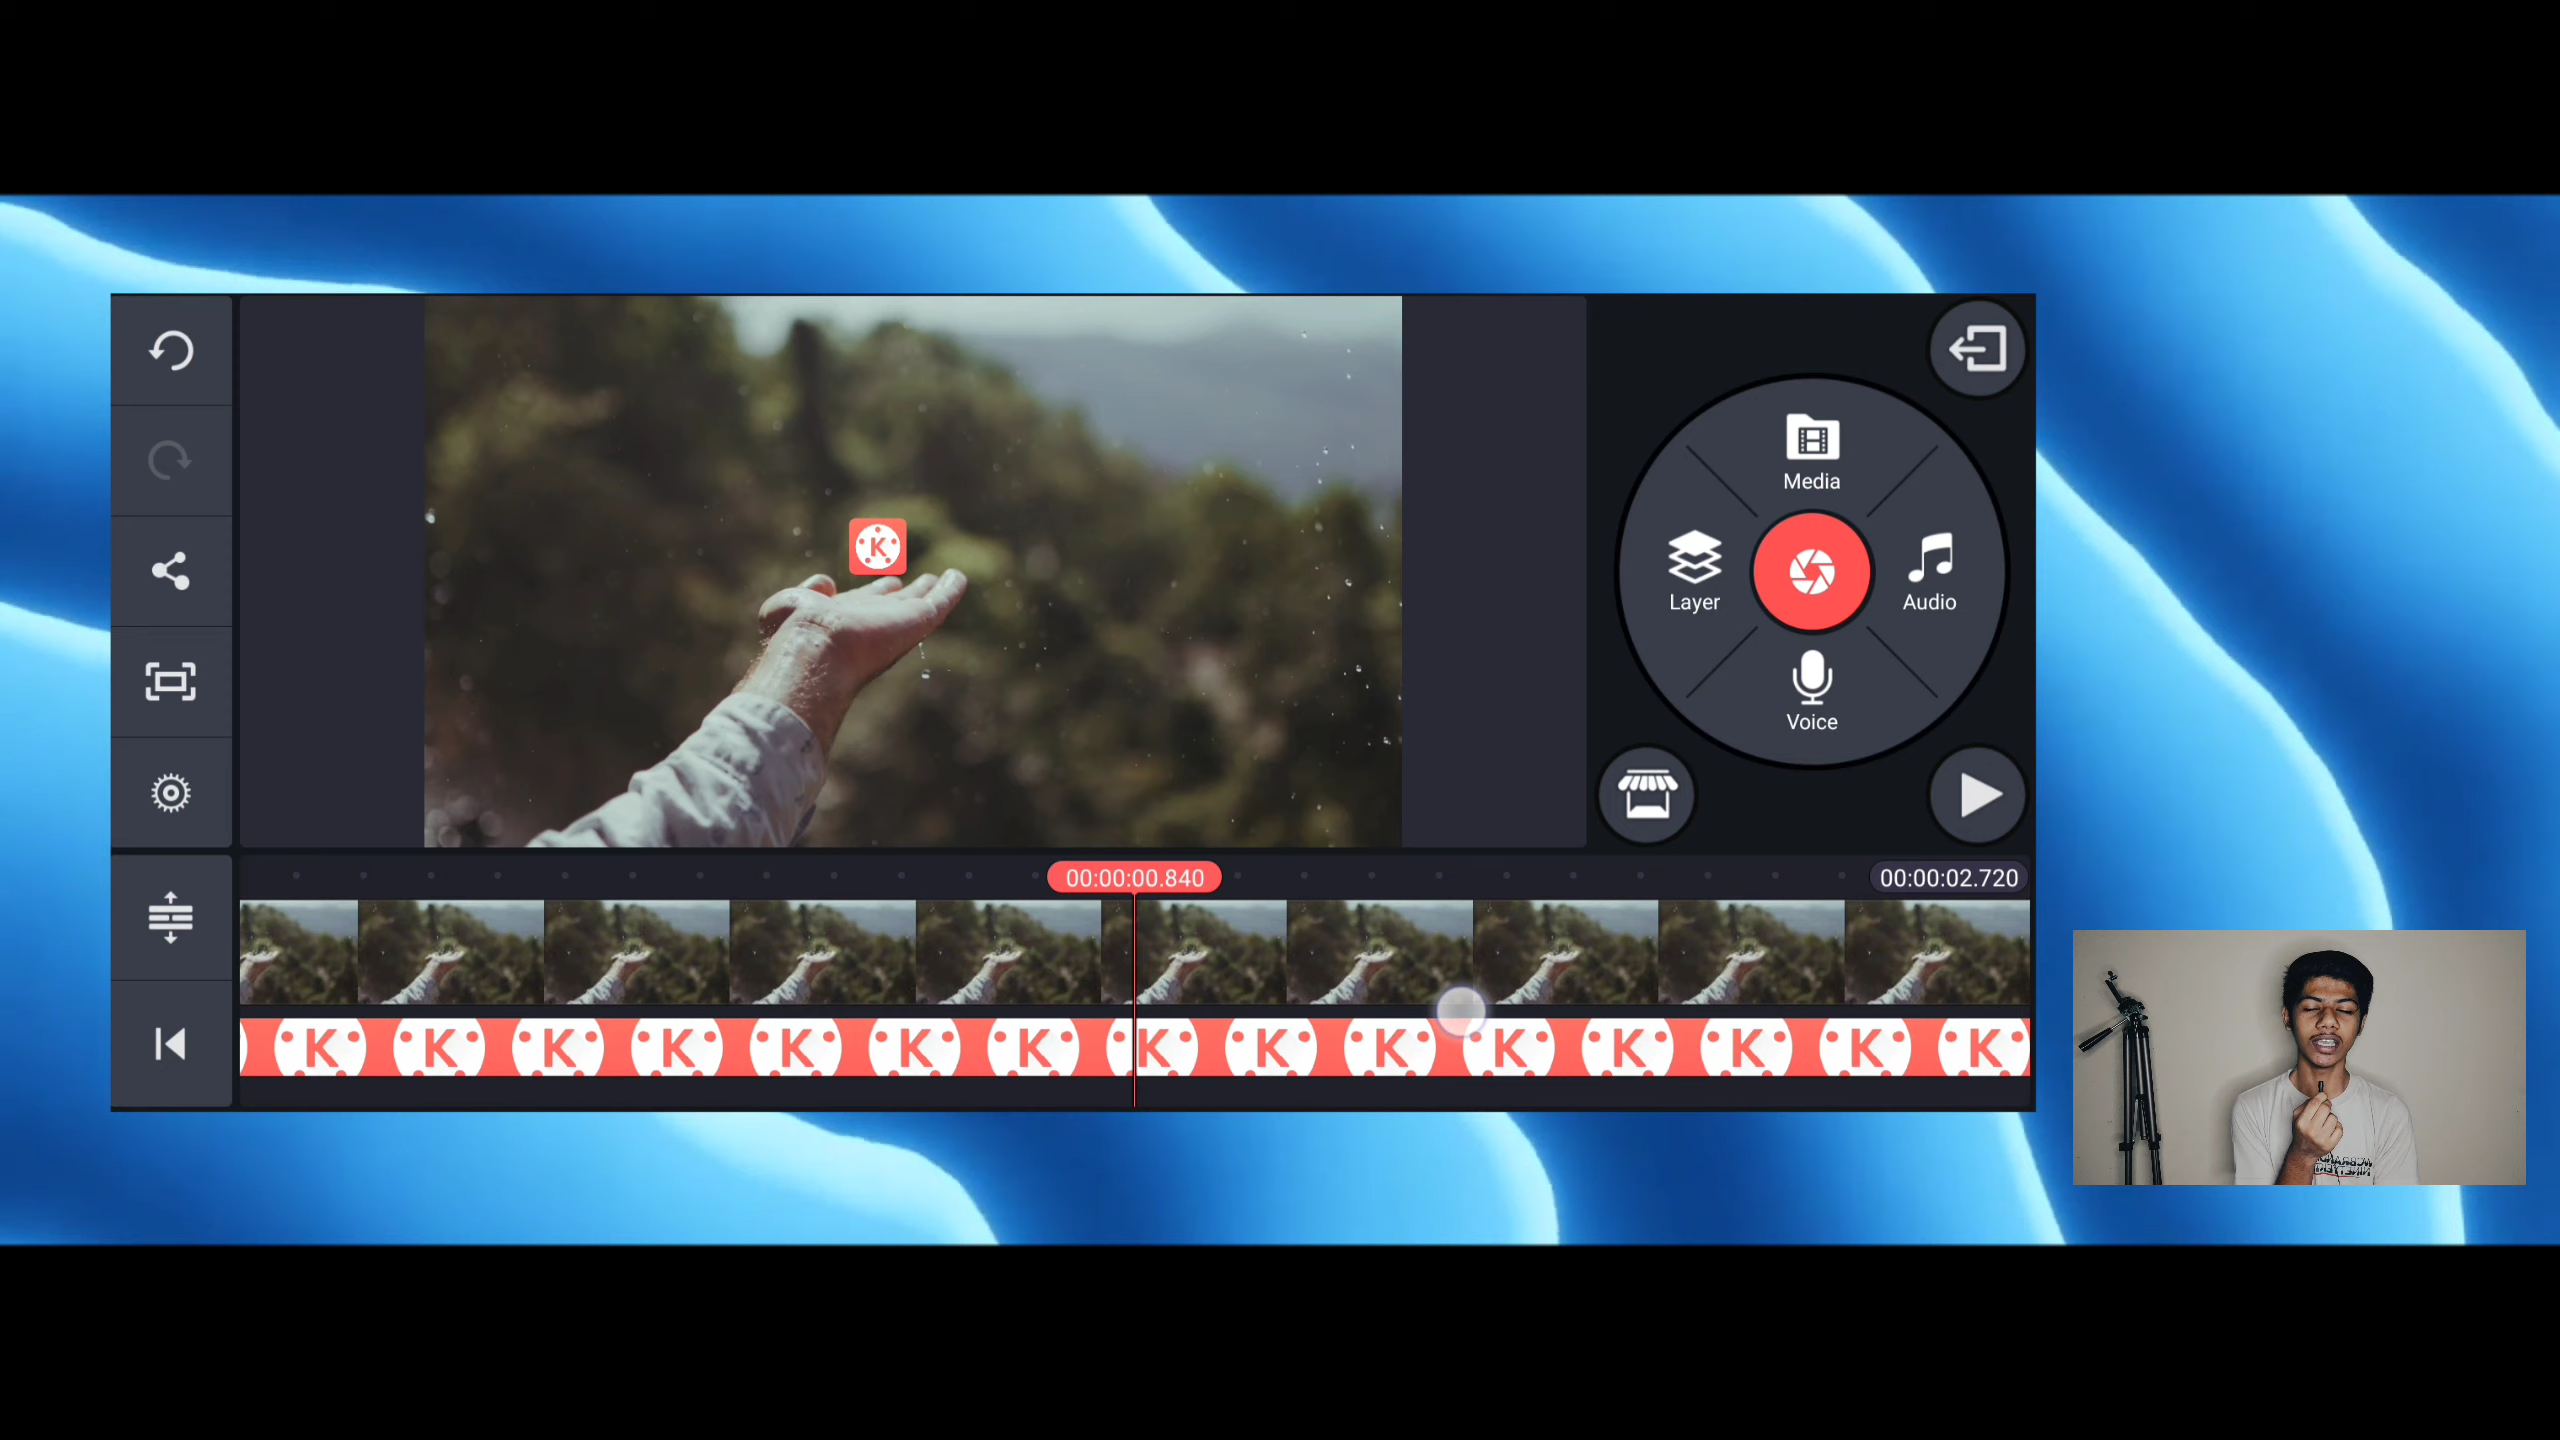 Media
K
Layer
Audio
Voice
00:00:00.840
00:00:02.720
K K K K K K K K K K K K K K K